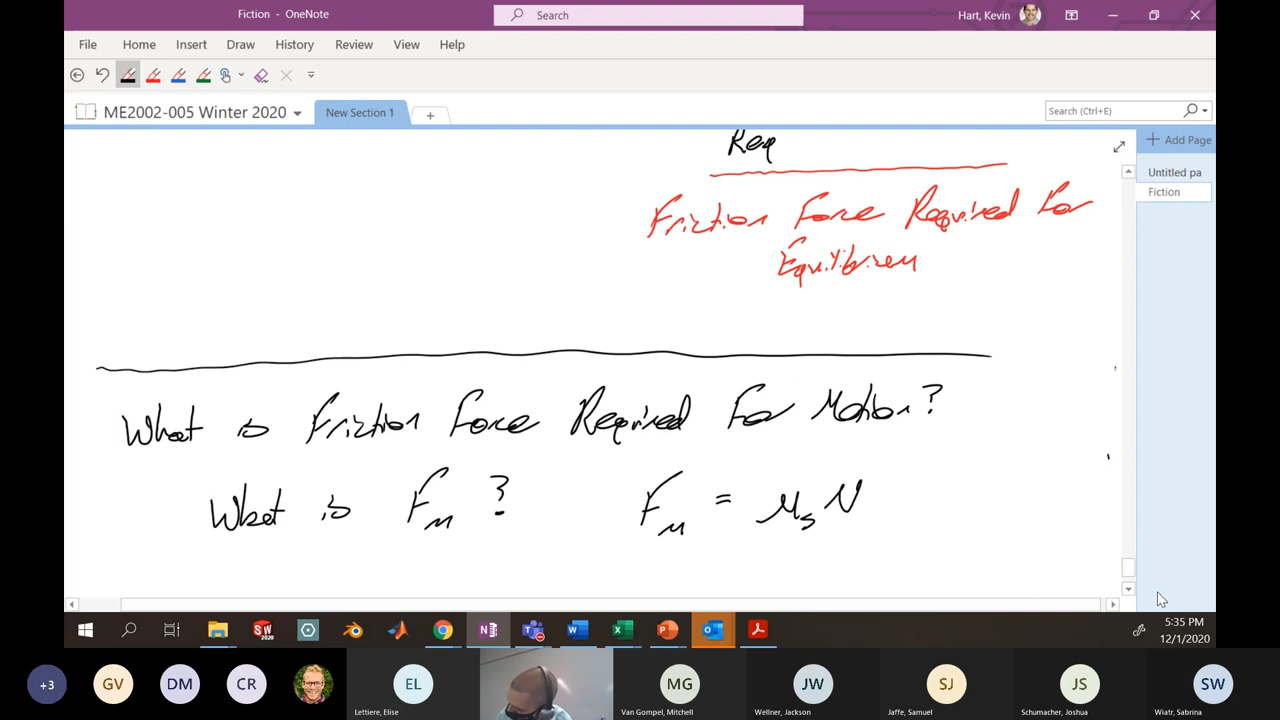 Fiction - OneNote
Search
Hart, Kevin
File Home Insert Draw History Review View Help
ME2002-005 Winter 2020
New Section 1
+
Search (Ctrl+E)
Add Page
Untitled pa
Fiction
Req
Friction Force Required For
Equilibrium
What is Friction Force Required For Motion?
What is Fm? Fm = μsN
5:35 PM
12/1/2020
+3 GV DM CR EL MG JW SJ JS SW
Lettiere, Elise Van Gompel, Mitchell Wellner, Jackson Jaffe, Samuel Schumacher, Joshua Wiatr, Sabrina